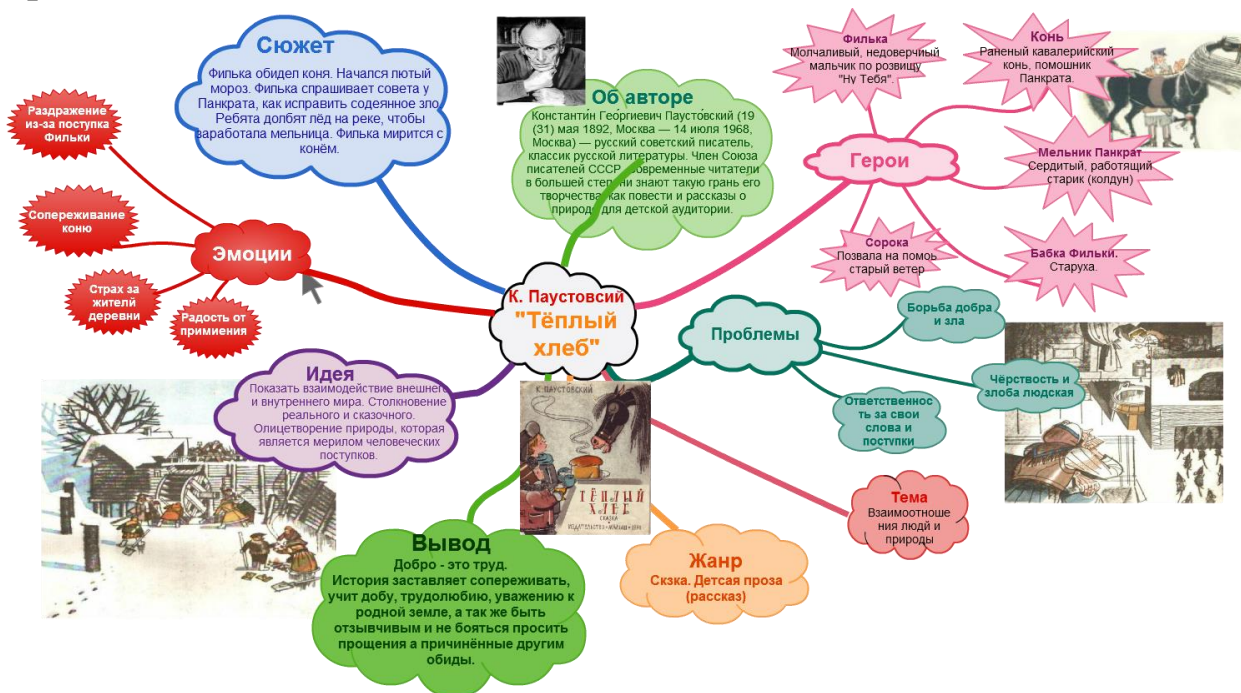 Сюжет
Филька обидел коня. Начался лютый
мороз. Филька спрашивает совета у
Панкрата, как исправить содеянное зло.
Ребята долбят лёд на реке, чтобы
заработала мельница. Филька мирится с
конём.
Об авторе
Константи́н Гео́ргиевич Паусто́вский (19
(31) мая 1892, Москва — 14 июля 1968,
Москва) — русский советский писатель,
классик русской литературы. Член Союза
писателей СССР. Современные читатели
в большей степени знают такую грань его
творчества, как повести и рассказы о
природе для детской аудитории.
Герои
Филька
Молчаливый, недоверчиый
мальчик по розвищу
"Ну Тебя".
Конь
Раненый кавалерийский
конь, помошник
Панкрата.
Мельник Панкрат
Сердитый, работящий
старик (колдун)
Сорока
Позвала на помоь
старый ветер
Бабка Фильки.
Старуха.
Эмоции
Раздражение
из-за поступка
Фильки
Сопереживание
коню
Страх за
жителй
деревни
Радость от
примиения
К. Паустовсий
"Тёплый
хлеб"
Проблемы
Борьба добра
и зла
Чёрствость и
злоба людская
Ответственнос
ть за свои
слова и
поступки
Идея
Показать взаимодействие внешнего
и внутреннего мира. Столкновение
реального и сказочного.
Олицетворение природы, которая
является мерилом человеческих
поступков.
К. ПАУСТОВСКИЙ
ТЁПЛЫЙ
ХЛЕБ
СКАЗКА
Тема
Взаимоотноше
ния людй и
природы
Вывод
Добро - это труд.
История заставляет сопереживать,
учит добу, трудолюбию, уважению к
родной земле, а так же быть
отзывчивым и не бояться просить
прощения а причинённые другим
обиды.
Жанр
Скзка. Детсая проза
(рассказ)